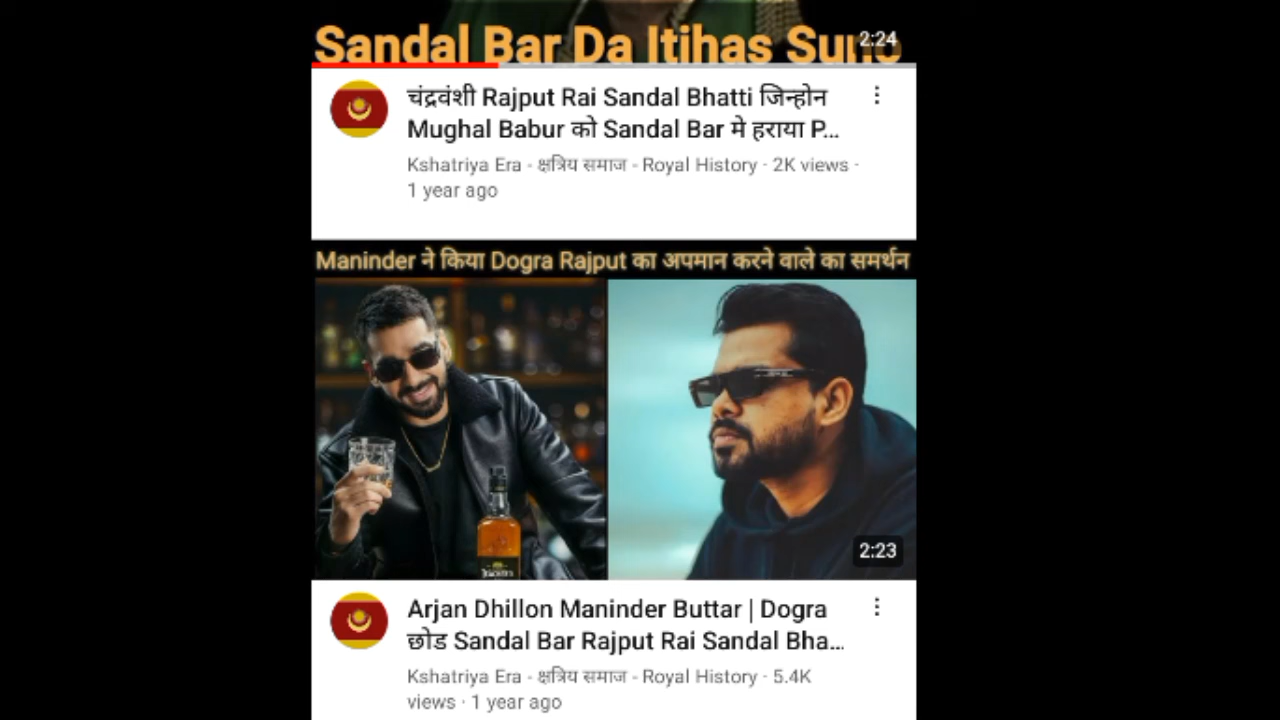 Sandal Bar Da Itihas Suno
2:24
चंद्रवंशी Rajput Rai Sandal Bhatti जिन्होन
Mughal Babur को Sandal Bar मे हराया P...
Kshatriya Era - क्षत्रिय समाज - Royal History · 2K views ·
1 year ago
Maninder ने किया Dogra Rajput का अपमान करने वाले का समर्थन
2:23
Arjan Dhillon Maninder Buttar | Dogra
छोड Sandal Bar Rajput Rai Sandal Bha...
Kshatriya Era - क्षत्रिय समाज - Royal History · 5.4K
views · 1 year ago